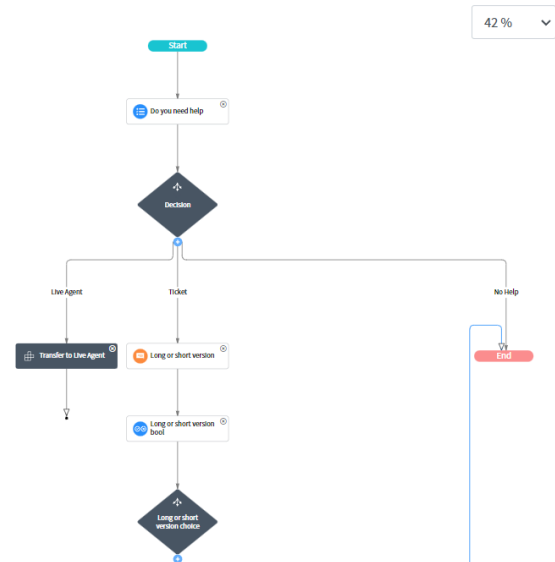 42 %
Start
Do you need help
Decision
Live Agent
Ticket
No Help
Transfer to Live Agent
Long or short version
End
Long or short version
bool
Long or short
version choice